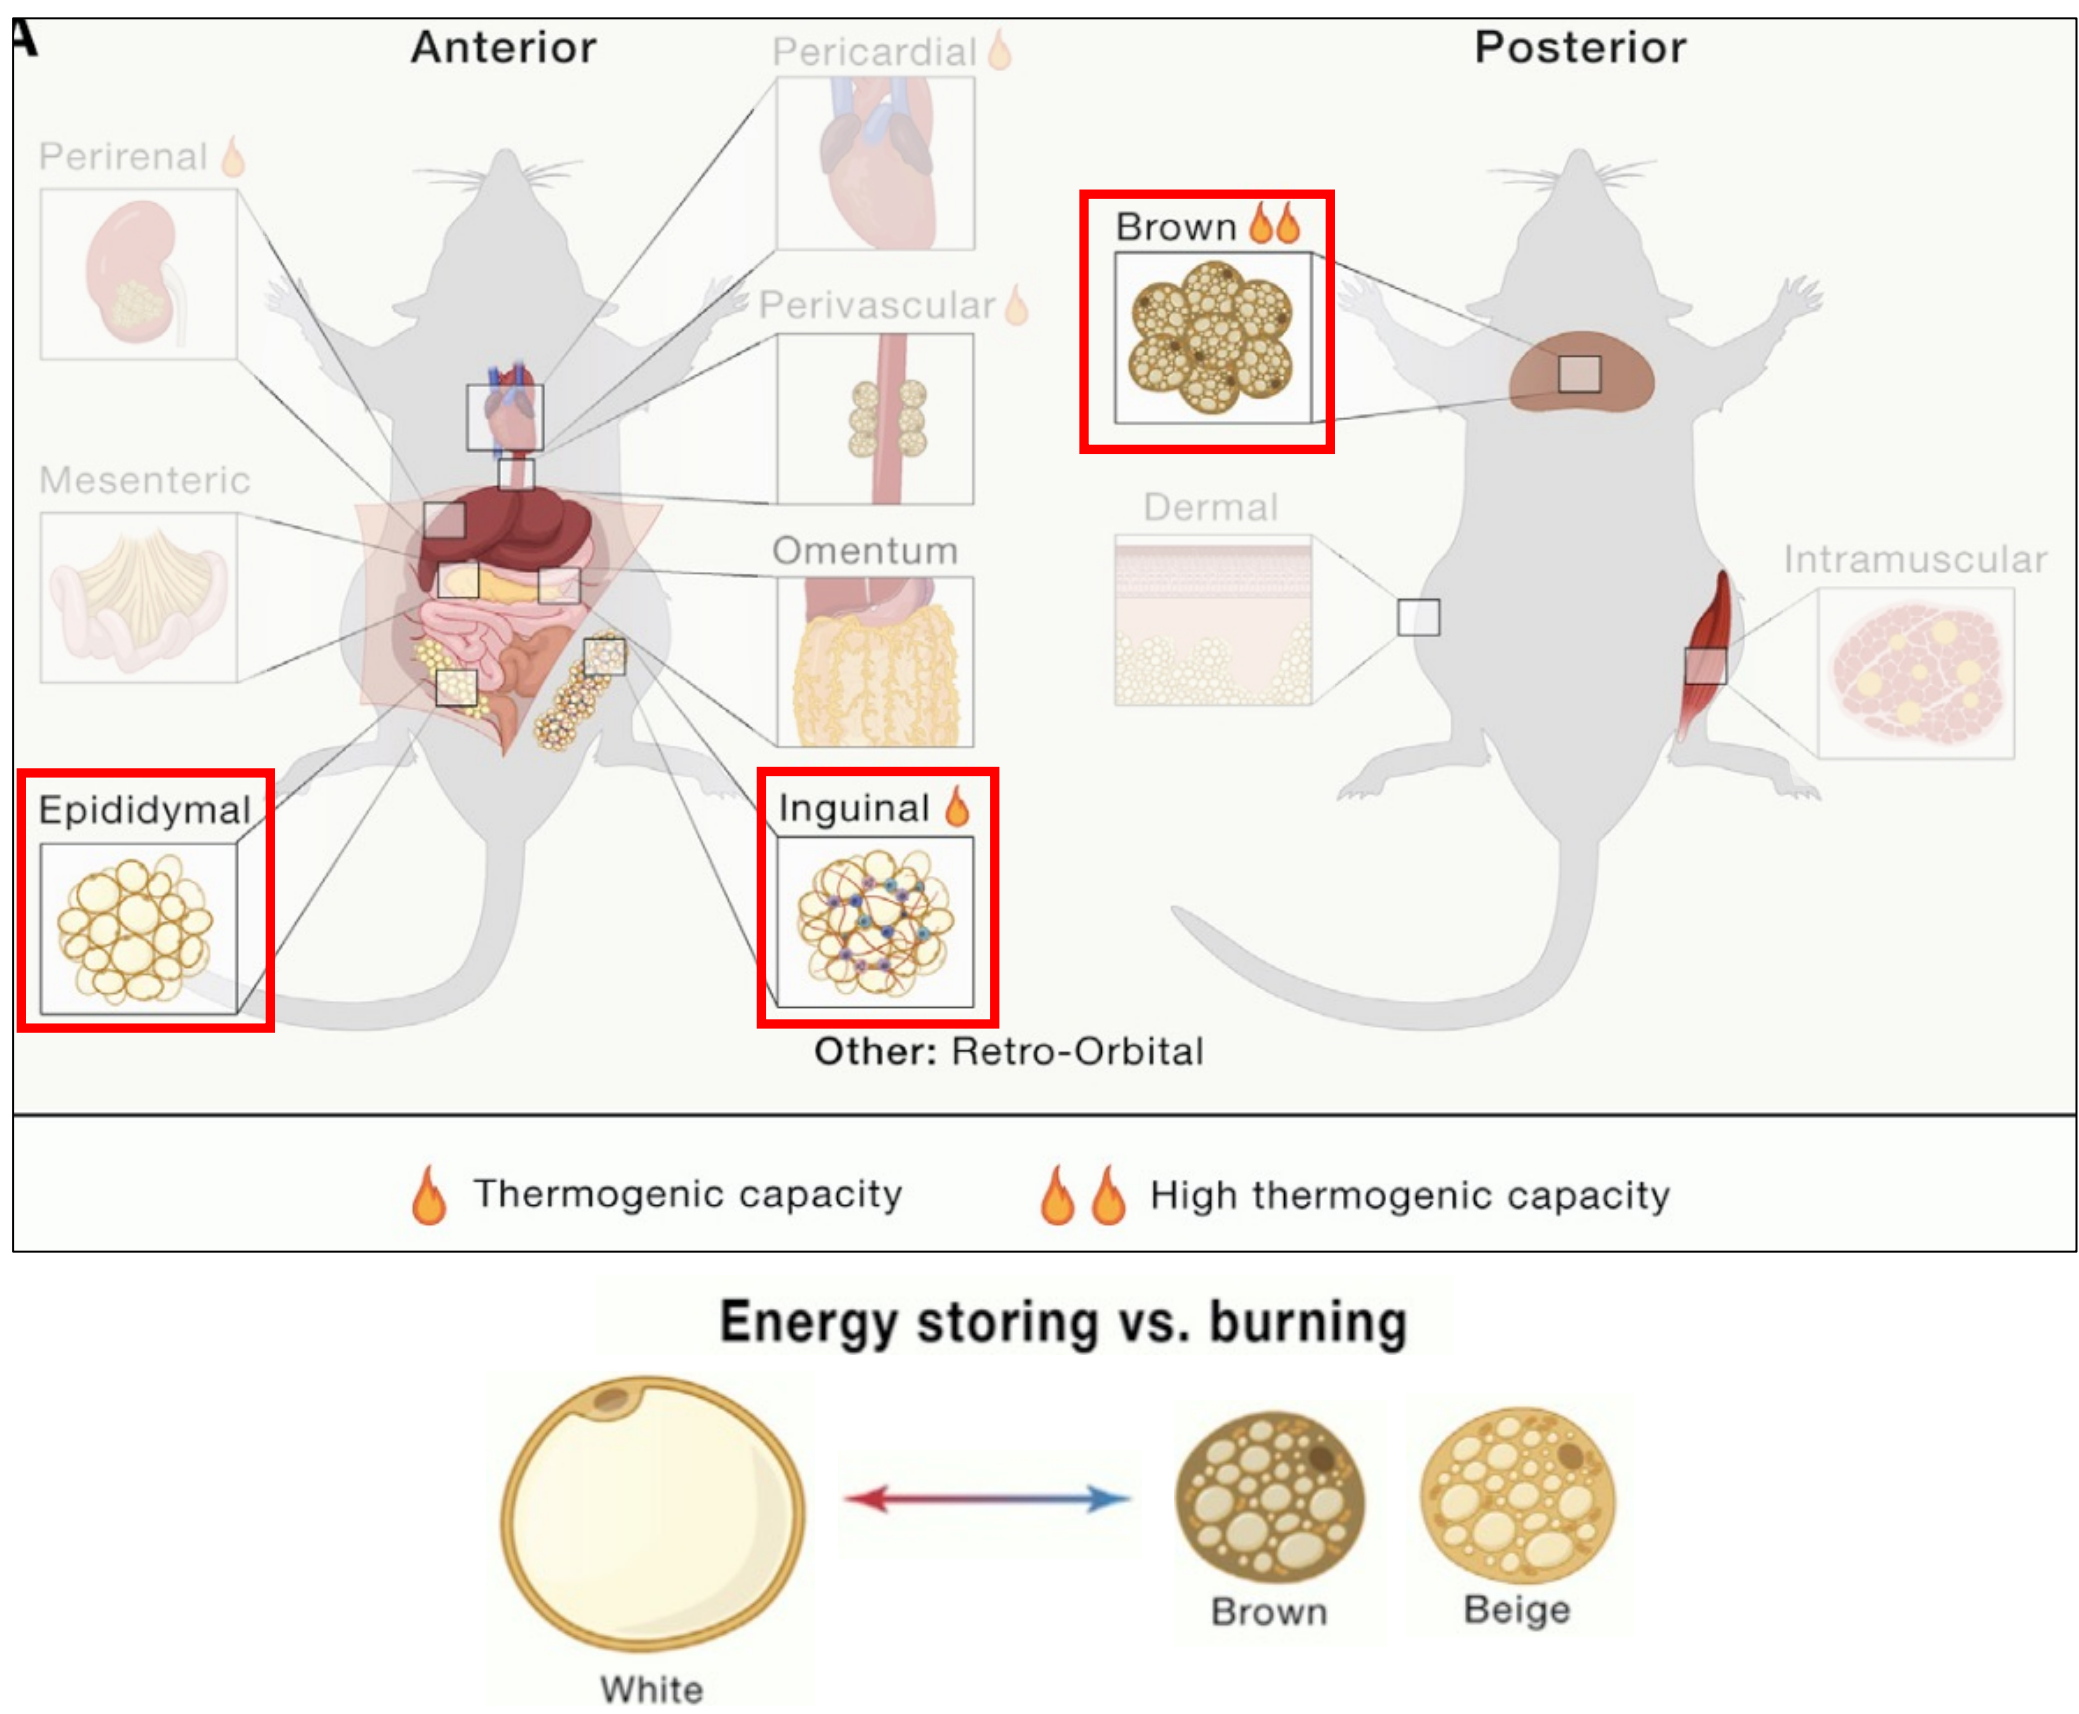 A
Anterior
Posterior
Pericardial
Perirenal
Brown
Perivascular
Mesenteric
Dermal
Omentum
Intramuscular
Epididymal
Inguinal
Other: Retro-Orbital
Thermogenic capacity
High thermogenic capacity
Energy storing vs. burning
Brown
Beige
White